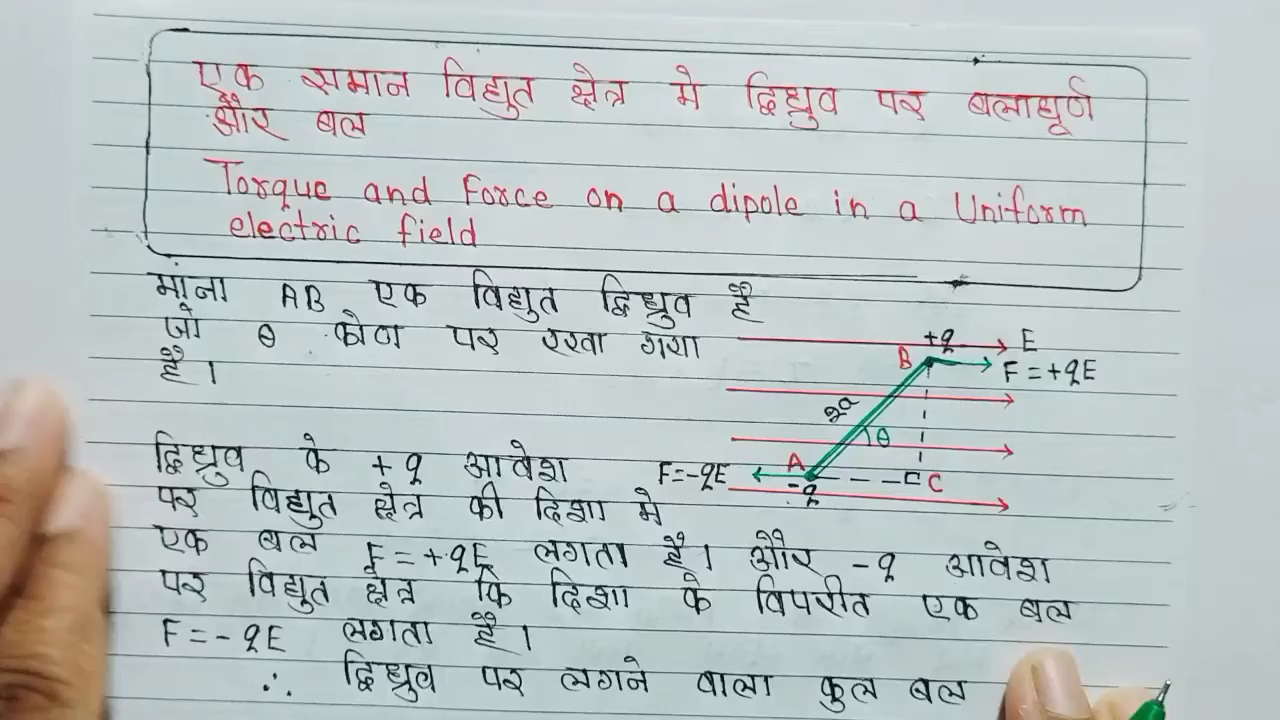 एक समान विद्युत क्षेत्र मे द्विध्रुव पर बलाघूर्ण
और बल
Torque and Force on a dipole in a Uniform
electric field
माना AB एक विद्युत द्विध्रुव है
जो θ कोण पर रखा गया
है।
+q
E
B
F=+qE
2a
θ
A
F=-qE
-q
C
द्विध्रुव के +q आवेश
पर विद्युत क्षेत्र की दिशा मे
एक बल F=+qE लगता है। और -q आवेश
पर विद्युत क्षेत्र कि दिशा के विपरीत एक बल
F=-qE लगता है।
∴ द्विध्रुव पर लगने वाला कुल बल